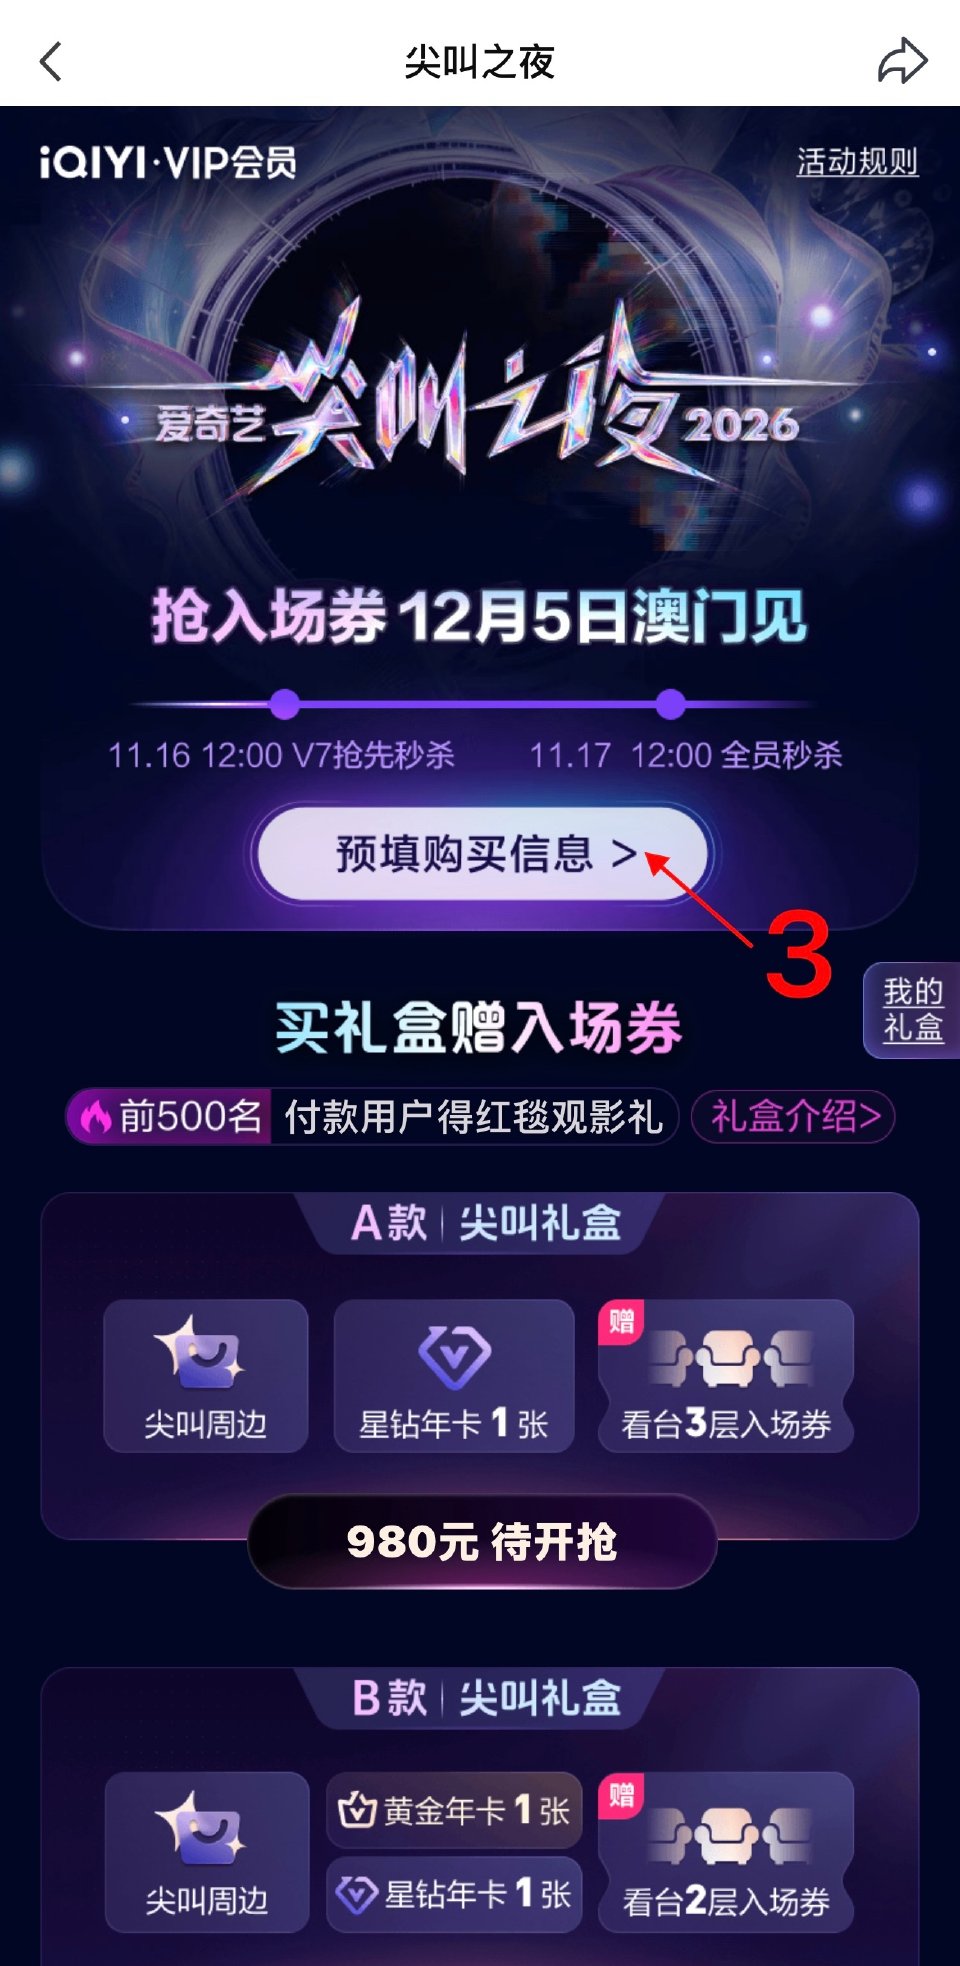 尖叫之夜
iQIYI·VIP会员
活动规则
爱奇艺 尖叫之夜 2026
抢入场券 12月5日澳门见
11.16 12:00 V7抢先秒杀
11.17 12:00 全员秒杀
预填购买信息 >
3
我的
礼盒
买礼盒赠入场券
前500名 付款用户得红毯观影礼 礼盒介绍>
A款 | 尖叫礼盒
赠
尖叫周边
星钻年卡 1 张
看台3层入场券
980元 待开抢
B款 | 尖叫礼盒
赠
黄金年卡 1 张
尖叫周边
星钻年卡 1 张
看台2层入场券